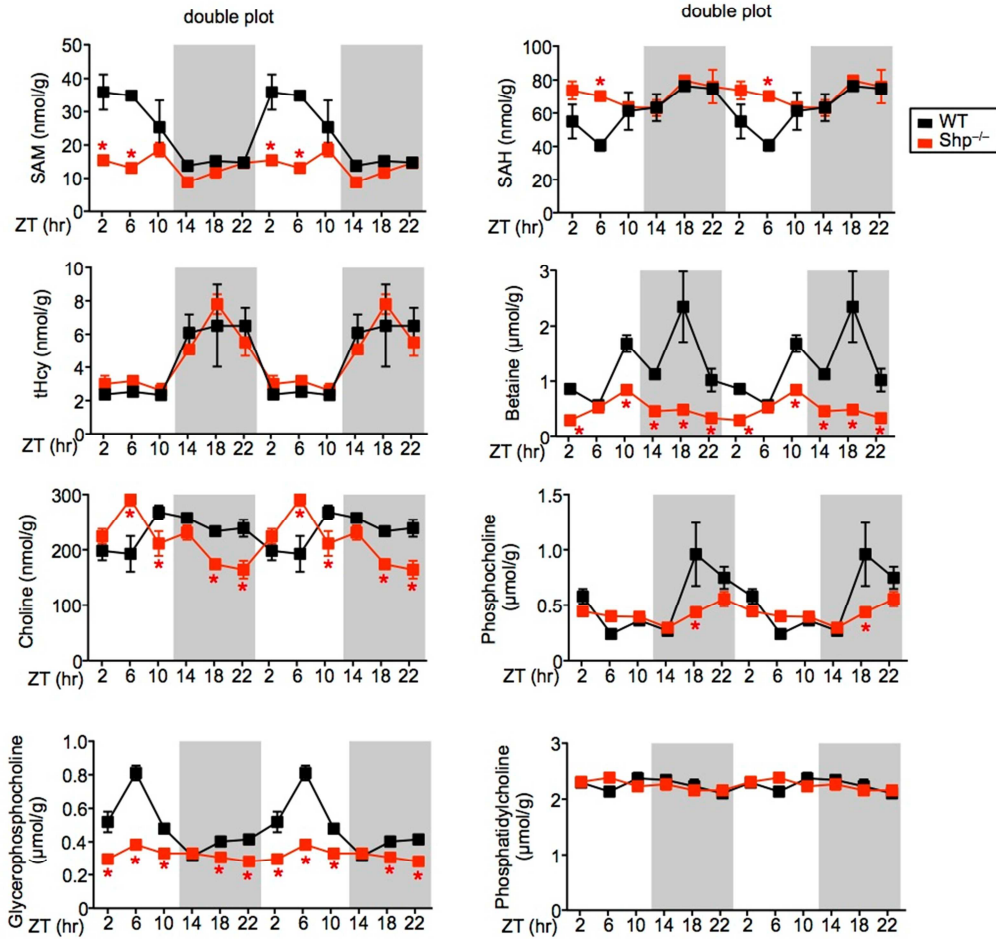 double plot
double plot
SAM (nmol/g)
50
40
30
20
10
0
* * * *
ZT (hr) 2 6 10 14 18 22 2 6 10 14 18 22
SAH (nmol/g)
100
80
60
40
20
0
* *
ZT (hr) 2 6 10 14 18 22 2 6 10 14 18 22
WT
Shp–/–
tHcy (nmol/g)
10
8
6
4
2
0
ZT (hr) 2 6 10 14 18 22 2 6 10 14 18 22
Betaine (µmol/g)
3
2
1
0
* * * * * * * * * *
ZT (hr) 2 6 10 14 18 22 2 6 10 14 18 22
Choline (nmol/g)
300
200
100
0
* * * * * * * *
ZT (hr) 2 6 10 14 18 22 2 6 10 14 18 22
Phosphocholine
(µmol/g)
1.5
1.0
0.5
0
* *
ZT (hr) 2 6 10 14 18 22 2 6 10 14 18 22
Glycerophosphocholine
(µmol/g)
1.0
0.8
0.6
0.4
0.2
0
* * * * * * * * * *
ZT (hr) 2 6 10 14 18 22 2 6 10 14 18 22
Phosphatidylcholine
(µmol/g)
3
2
1
0
ZT (hr) 2 6 10 14 18 22 2 6 10 14 18 22